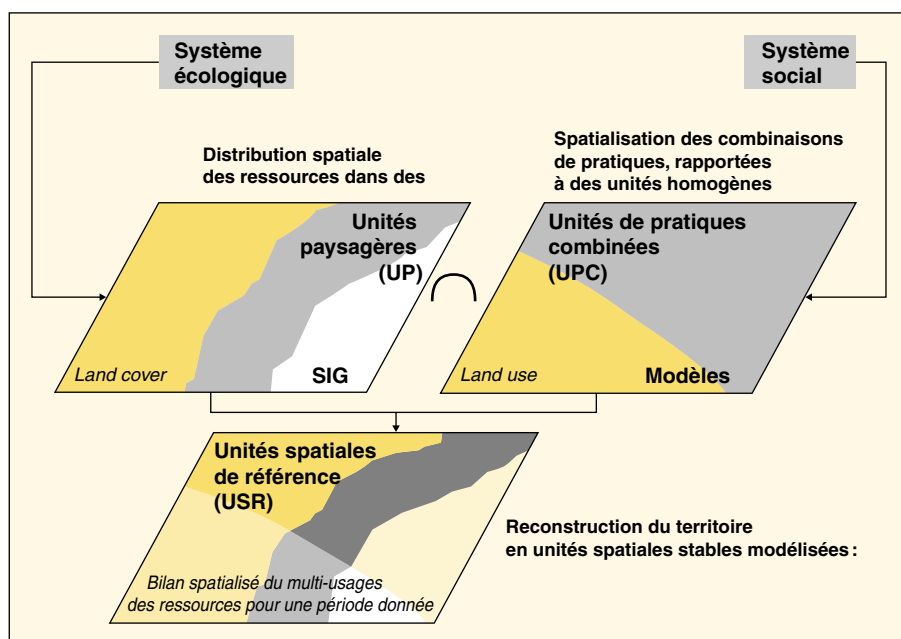 Système
écologique
Système
social
Distribution spatiale
des ressources dans des
Spatialisation des combinaisons
de pratiques, rapportées
à des unités homogènes
Unités
paysagères
(UP)
Land cover
SIG
Unités de pratiques
combinées
(UPC)
Land use
Modèles
Unités spatiales
de référence
(USR)
Bilan spatialisé du multi-usages
des ressources pour une période donnée
Reconstruction du territoire
en unités spatiales stables modélisées :